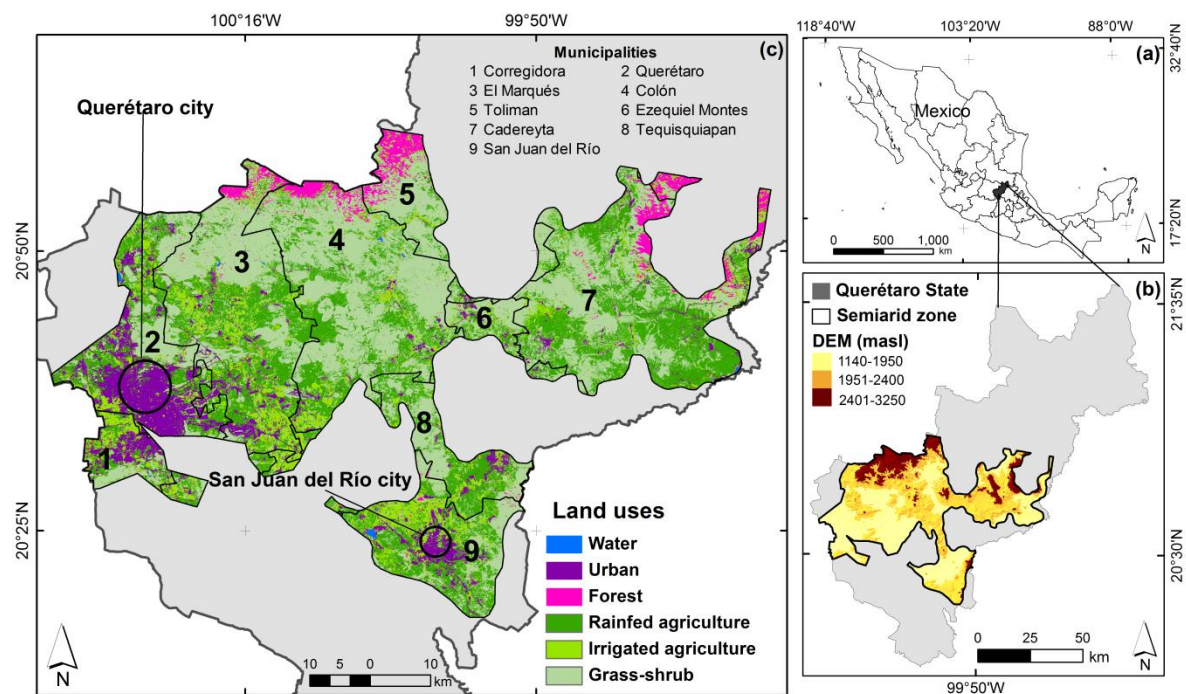 100°16'W
99°50'W
(c)
Municipalities
1 Corregidora
2 Querétaro
3 El Marqués
4 Colón
5 Toliman
6 Ezequiel Montes
7 Cadereyta
8 Tequisquiapan
9 San Juan del Río
Querétaro city
20°50'N
20°25'N
1
2
3
4
5
6
7
8
9
San Juan del Río city
Land uses
Water
Urban
Forest
Rainfed agriculture
Irrigated agriculture
Grass-shrub
N
10 5 0 10
km
118°40'W
103°20'W
88°0'W
(a)
32°40'N
Mexico
17°20'N
0 500 1,000
km
N
(b)
Querétaro State
Semiarid zone
DEM (masl)
1140-1950
1951-2400
2401-3250
21°35'N
20°30'N
0 25 50
km
N
99°50'W